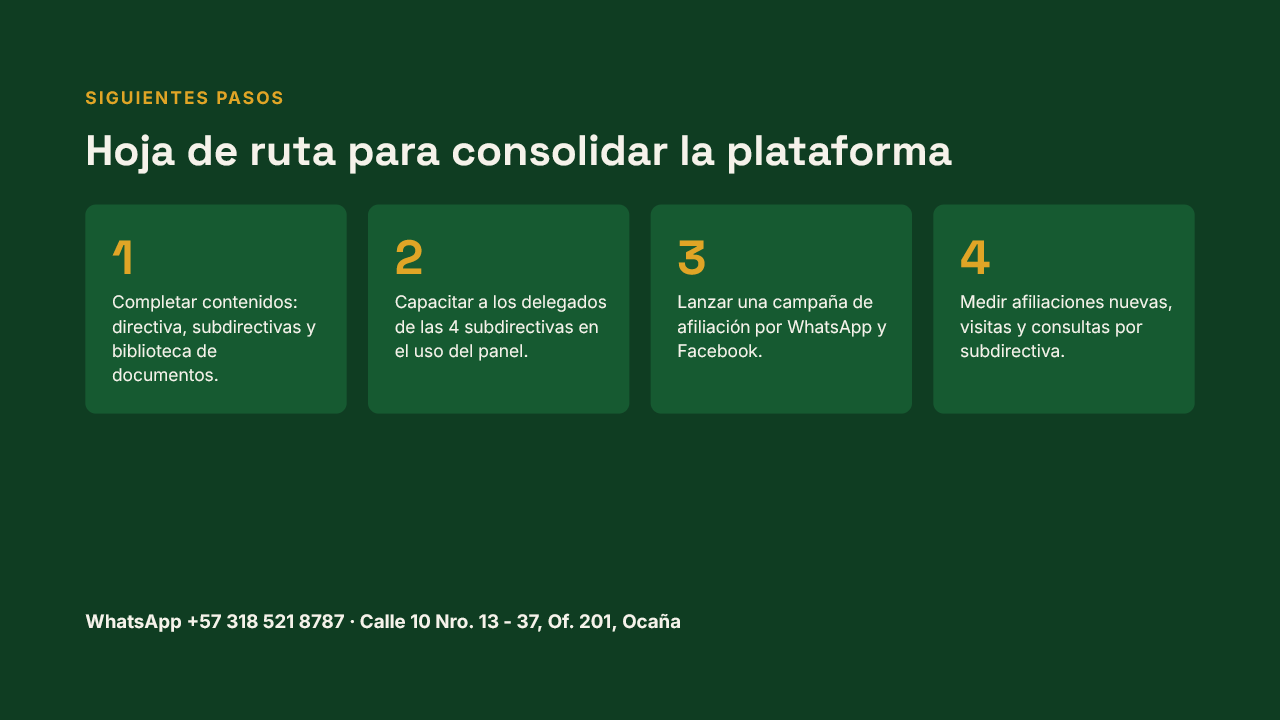 SIGUIENTES PASOS
Hoja de ruta para consolidar la plataforma
1
Completar contenidos:
directiva, subdirectivas y
biblioteca de
documentos.
2
Capacitar a los delegados
de las 4 subdirectivas en
el uso del panel.
3
Lanzar una campaña de
afiliación por WhatsApp y
Facebook.
4
Medir afiliaciones nuevas,
visitas y consultas por
subdirectiva.
WhatsApp +57 318 521 8787 · Calle 10 Nro. 13 - 37, Of. 201, Ocaña